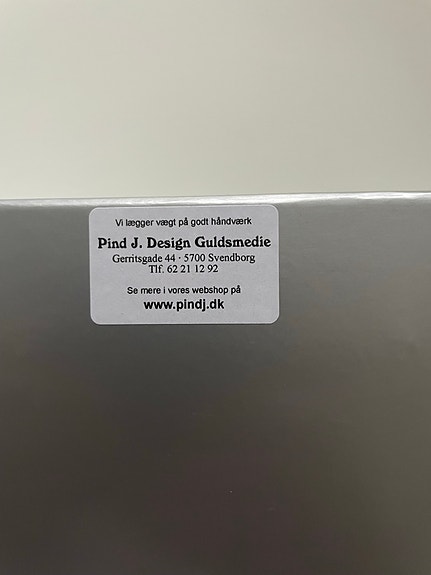 Vi lægger vægt på godt håndværk
Pind J. Design Guldsmedie
Gerritsgade 44 · 5700 Svendborg
Tlf. 62 21 12 92
Se mere i vores webshop på
www.pindj.dk